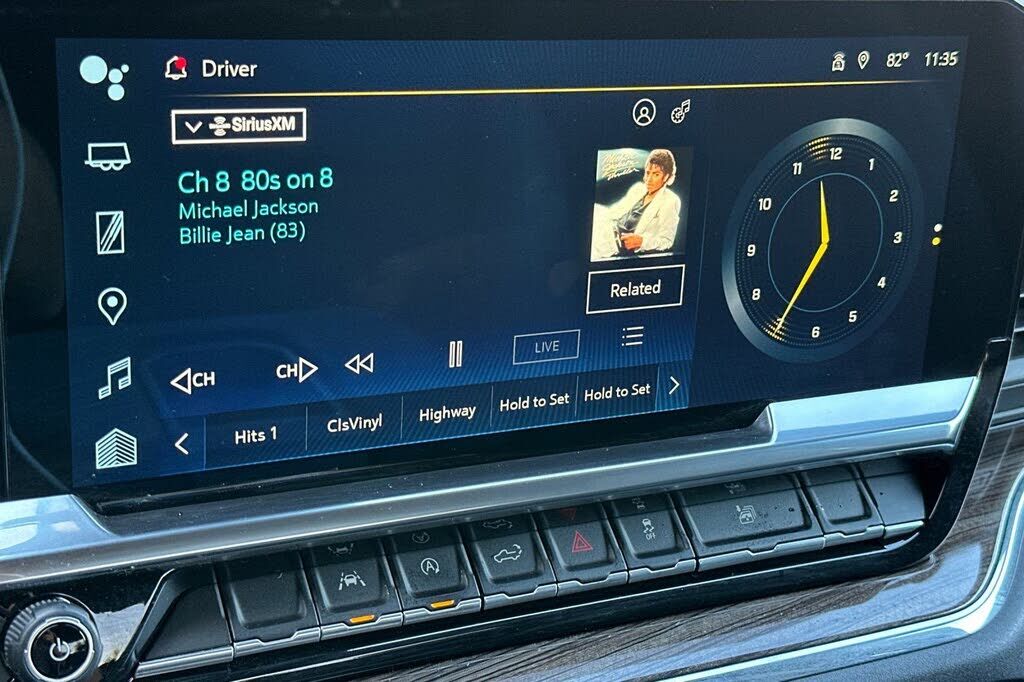 Driver
82° 11:35
SiriusXM
Ch 8 80s on 8
Michael Jackson
Billie Jean (83)
Related
CH
CH
LIVE
Hits 1
ClsVinyl
Highway
Hold to Set
Hold to Set
12
1
2
3
4
5
6
7
8
9
10
11
A
OFF